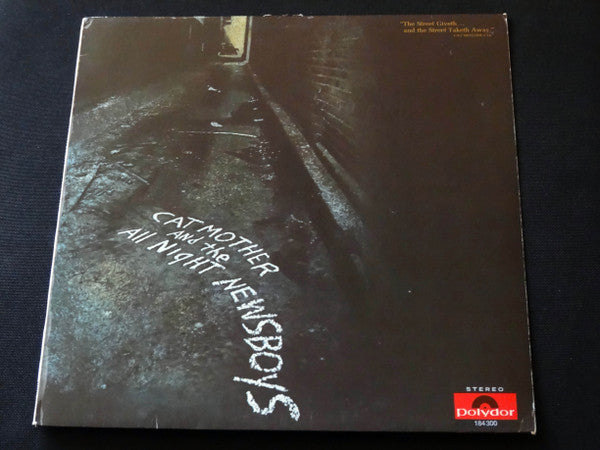 "The Street Giveth...
and the Street Taketh Away."
CAT MOTHER
And the
All Night NEWSBOYS
STEREO
Polydor
184 300